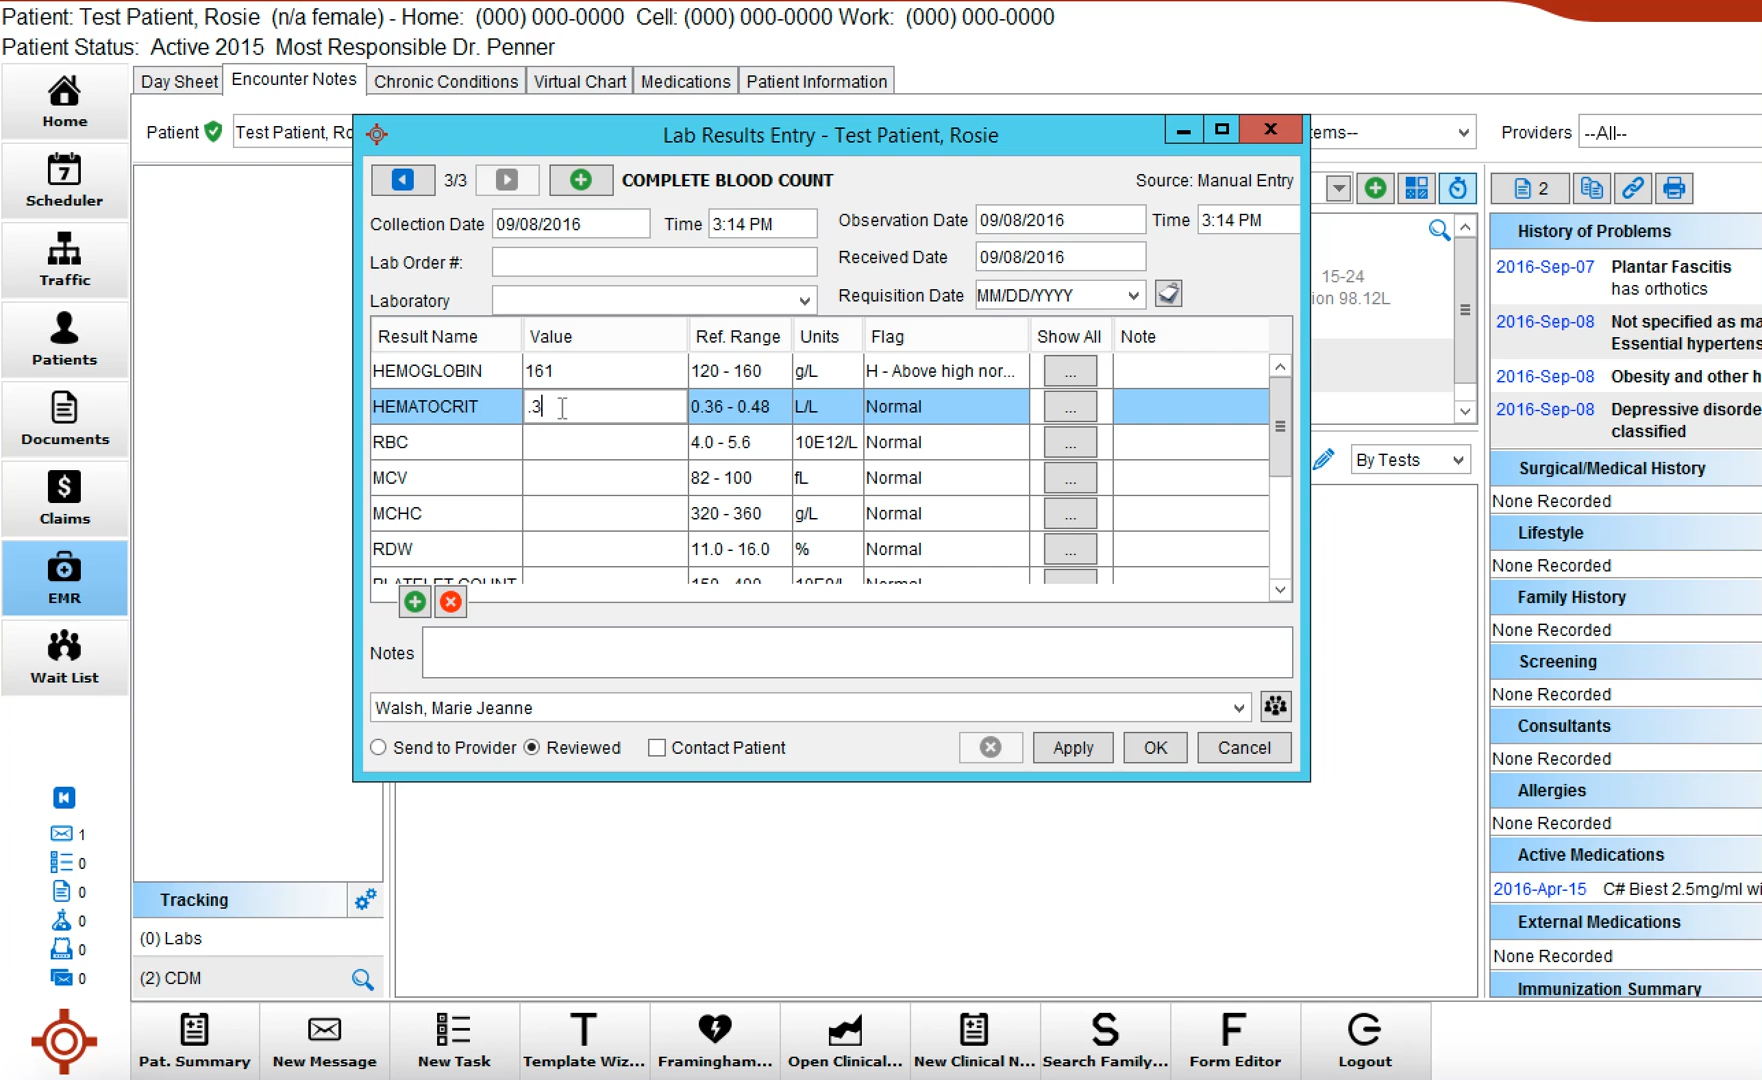 Patient: Test Patient, Rosie (n/a female) - Home: (000) 000-0000 Cell: (000) 000-0000 Work: (000) 000-0000
Patient Status: Active 2015 Most Responsible Dr. Penner
Home
Scheduler
7
Traffic
Patients
Documents
Claims
EMR
Wait List
1
0
0
0
0
0
Day Sheet
Encounter Notes
Chronic Conditions
Virtual Chart
Medications
Patient Information
Patient
Test Patient, Ro
tems--
Providers
--All--
Lab Results Entry - Test Patient, Rosie
3/3
COMPLETE BLOOD COUNT
Source: Manual Entry
Collection Date 09/08/2016 Time 3:14 PM
Observation Date 09/08/2016 Time 3:14 PM
Lab Order #:
Received Date 09/08/2016
Laboratory
Requisition Date MM/DD/YYYY
Result Name Value Ref. Range Units Flag Show All Note
HEMOGLOBIN 161 120 - 160 g/L H - Above high nor... ...
HEMATOCRIT .3 0.36 - 0.48 L/L Normal ...
RBC 4.0 - 5.6 10E12/L Normal ...
MCV 82 - 100 fL Normal ...
MCHC 320 - 360 g/L Normal ...
RDW 11.0 - 16.0 % Normal ...
PLATELET COUNT 150 - 400 10E9/L Normal
Notes
Walsh, Marie Jeanne
Send to Provider Reviewed Contact Patient
Apply
OK
Cancel
15-24
ion 98.12L
By Tests
2
History of Problems
2016-Sep-07 Plantar Fascitis
has orthotics
2016-Sep-08 Not specified as ma
Essential hypertens
2016-Sep-08 Obesity and other h
2016-Sep-08 Depressive disorde
classified
Surgical/Medical History
None Recorded
Lifestyle
None Recorded
Family History
None Recorded
Screening
None Recorded
Consultants
None Recorded
Allergies
None Recorded
Active Medications
2016-Apr-15 C# Biest 2.5mg/ml wi
External Medications
None Recorded
Immunization Summary
Tracking
(0) Labs
(2) CDM
Pat. Summary
New Message
New Task
Template Wiz...
Framingham...
Open Clinical...
New Clinical N...
Search Family...
Form Editor
Logout